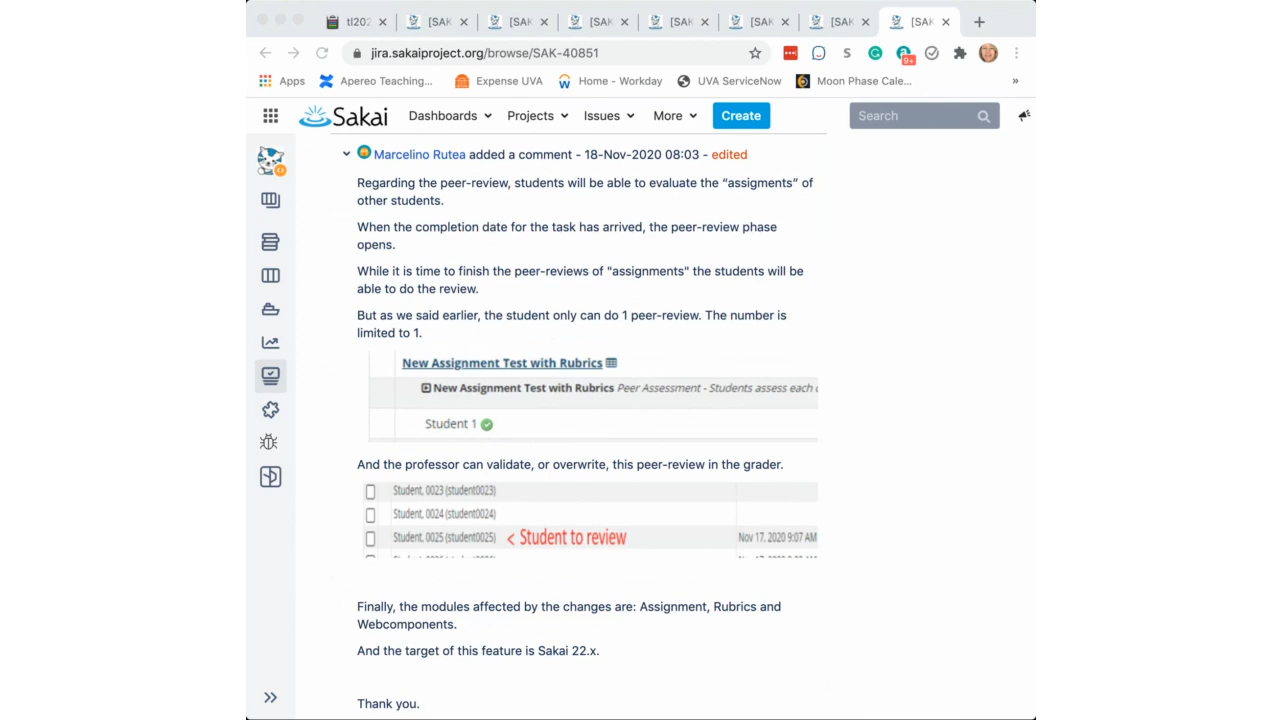 tl202
[SAK
[SAK
[SAK
[SAK
[SAK
[SAK
[SAK
jira.sakaiproject.org/browse/SAK-40851
S
9+
Apps
Apereo Teaching...
Expense UVA
Home - Workday
UVA ServiceNow
Moon Phase Cale...
»
Sakai
Dashboards
Projects
Issues
More
Create
Search
Marcelino Rutea added a comment - 18-Nov-2020 08:03 - edited
Regarding the peer-review, students will be able to evaluate the “assigments” of
other students.
When the completion date for the task has arrived, the peer-review phase
opens.
While it is time to finish the peer-reviews of "assignments" the students will be
able to do the review.
But as we said earlier, the student only can do 1 peer-review. The number is
limited to 1.
New Assignment Test with Rubrics
New Assignment Test with Rubrics Peer Assessment - Students assess each
Student 1
And the professor can validate, or overwrite, this peer-review in the grader.
Student, 0023 (student0023)
Student, 0024 (student0024)
Student, 0025 (student0025) < Student to review Nov 17, 2020 9:07 AM
Finally, the modules affected by the changes are: Assignment, Rubrics and
Webcomponents.
And the target of this feature is Sakai 22.x.
Thank you.